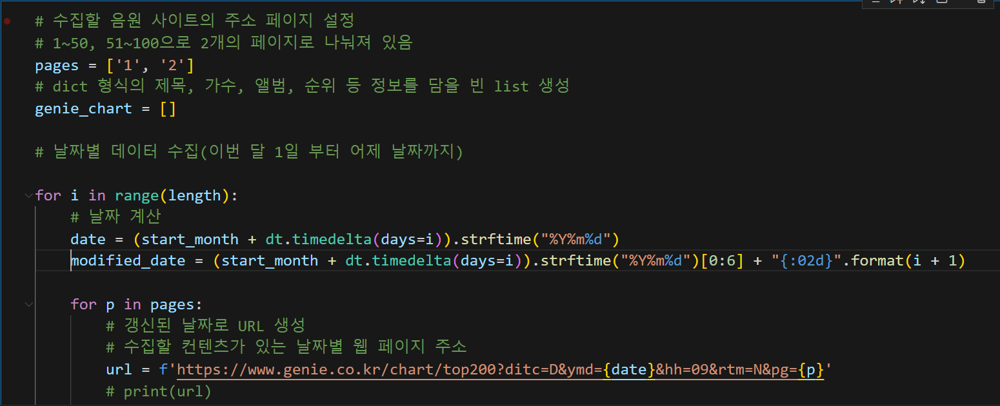 # 수집할 음원 사이트의 주소 페이지 설정
# 1~50, 51~100으로 2개의 페이지로 나눠져 있음
pages = ['1', '2']
# dict 형식의 제목, 가수, 앨범, 순위 등 정보를 담을 빈 list 생성
genie_chart = []
# 날짜별 데이터 수집(이번 달 1일 부터 어제 날짜까지)
for i in range(length):
# 날짜 계산
date = (start_month + dt.timedelta(days=i)).strftime("%Y%m%d")
modified_date = (start_month + dt.timedelta(days=i)).strftime("%Y%m%d")[0:6] + "{:02d}".format(i + 1)
for p in pages:
# 갱신된 날짜로 URL 생성
# 수집할 컨텐츠가 있는 날짜별 웹 페이지 주소
url = f'https://www.genie.co.kr/chart/top200?ditc=D&ymd={date}&hh=09&rtm=N&pg={p}'
# print(url)